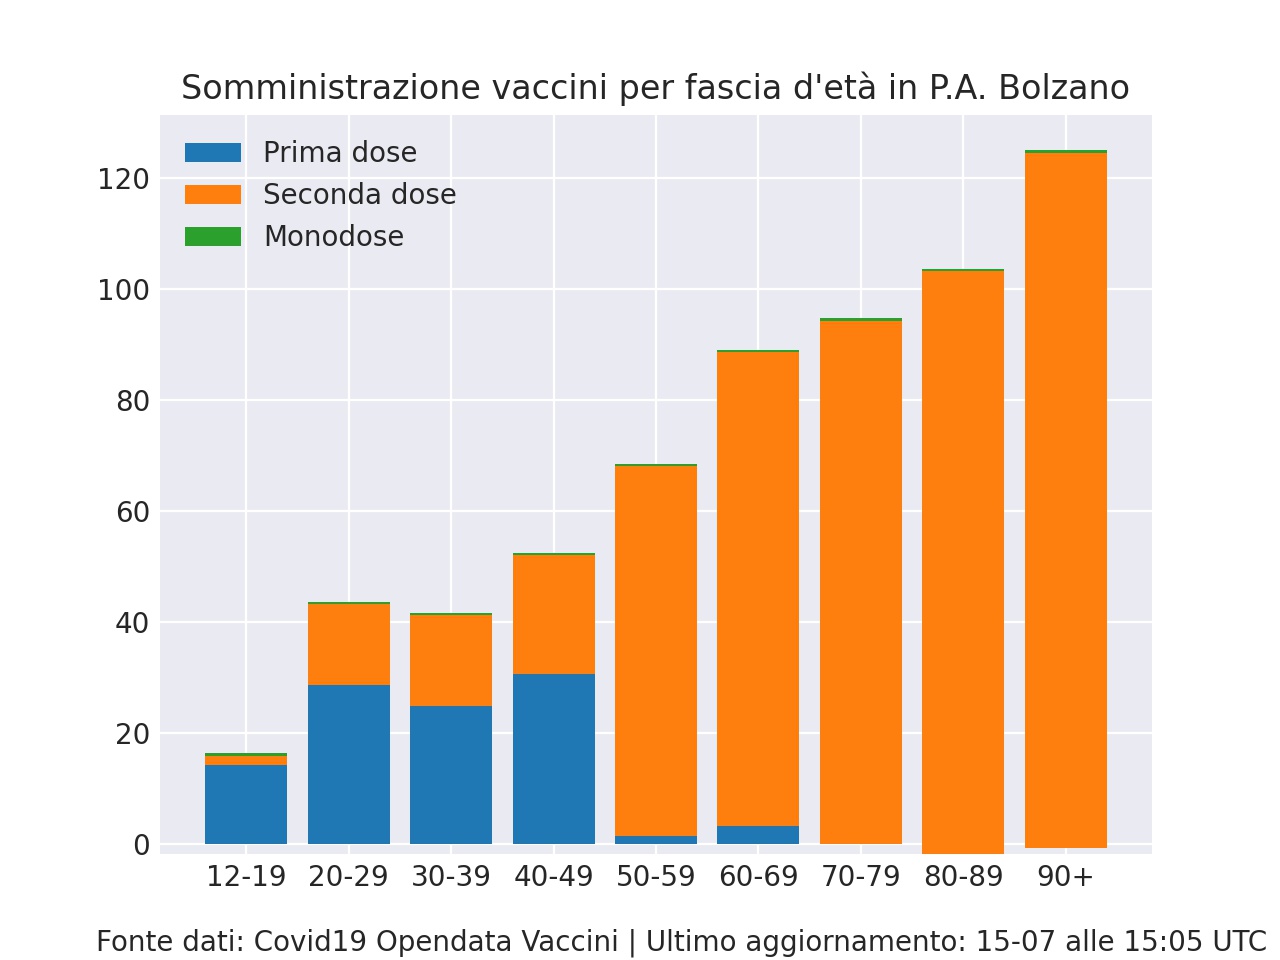 Somministrazione vaccini per fascia d'età in P.A. Bolzano
Prima dose
Seconda dose
Monodose
120
100
80
60
40
20
0
12-19 20-29 30-39 40-49 50-59 60-69 70-79 80-89 90+
Fonte dati: Covid19 Opendata Vaccini | Ultimo aggiornamento: 15-07 alle 15:05 UTC